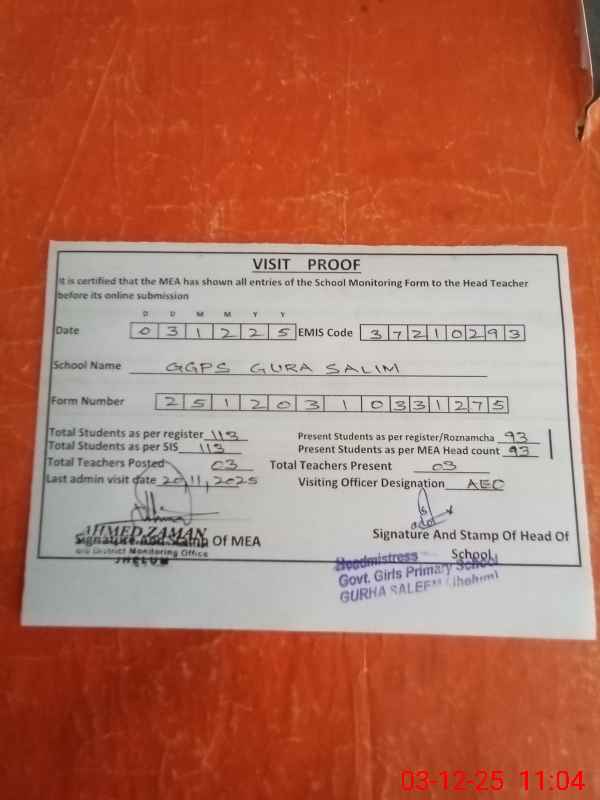 VISIT PROOF
It is certified that the MEA has shown all entries of the School Monitoring Form to the Head Teacher
before its online submission
D D M M Y Y
Date 0 3 1 2 2 5 EMIS Code 3 7 2 1 0 2 9 3
School Name GGPS GURA SALIM
Form Number 2 5 1 2 0 3 1 0 3 3 1 2 7 5
Total Students as per register 113 Present Students as per register/Roznamcha 93
Total Students as per SIS 113 Present Students as per MEA Head count 93
Total Teachers Posted 03 Total Teachers Present 03
Last admin visit date 20,11,2025 Visiting Officer Designation AEO
AHMED ZAMAN
Signature And Stamp Of MEA Signature And Stamp Of Head Of
District Monitoring Office School
JHELUM
Headmistress
Govt. Girls Primary School
GURHA SALEEM (Jhelum)
03-12-25 11:04